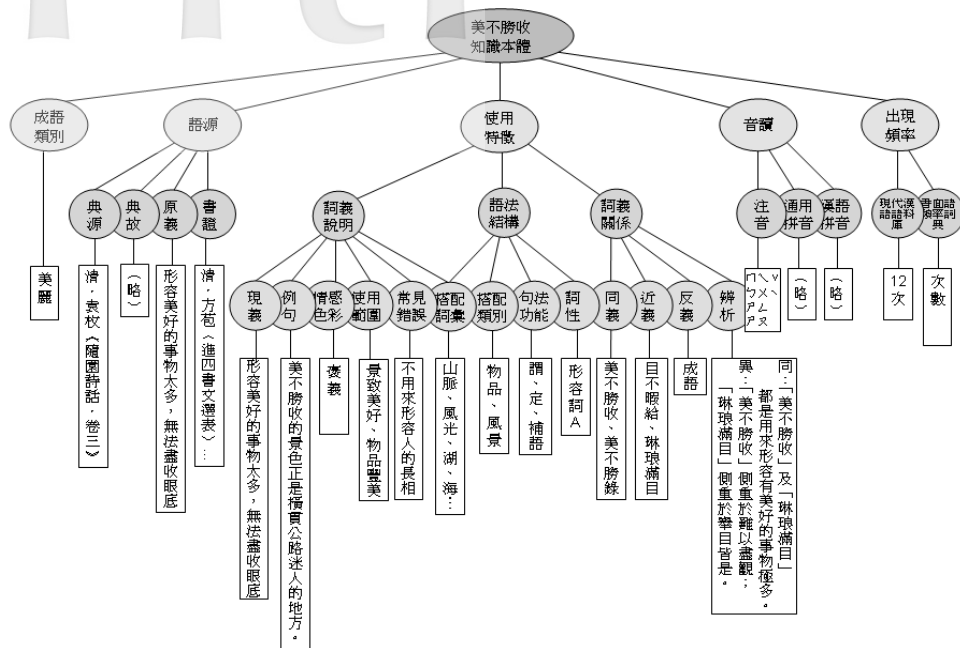 美不勝收
知識本體
成語
類別
語源
使用
特徵
音讀
出現
頻率
典源
典故
原義
書證
詞義
說明
語法
結構
詞義
關係
注音
通用
拼音
漢語
拼音
現代漢
語語料
庫
書面語
頻率詞
典
美麗
清．袁枚《隨園詩話．卷三》
（略）
形容美好的事物太多，無法盡收眼底
清．方苞〈進四書文選表〉…
現義
例句
情感
色彩
使用
範圍
常見
錯誤
搭配
詞彙
搭配
類別
句法
功能
詞性
同義
近義
反義
辨析
ㄇㄟˇ
ㄅㄨˋ
ㄕㄥ
ㄕㄡ
（略）
（略）
12次
次數
形容美好的事物太多，無法盡收眼底
美不勝收的景色正是橫貫公路迷人的地方。
褒義
景致美好、物品豐美
不用來形容人的長相
山脈、風光、湖、海…
物品、風景
謂、定、補語
形容詞A
美不勝收、美不勝錄
目不暇給、琳琅滿目
成語
同：「美不勝收」及「琳琅滿目」
都是用來形容有美好的事物極多。
異：「美不勝收」側重於難以盡觀；
「琳琅滿目」側重於舉目皆是。